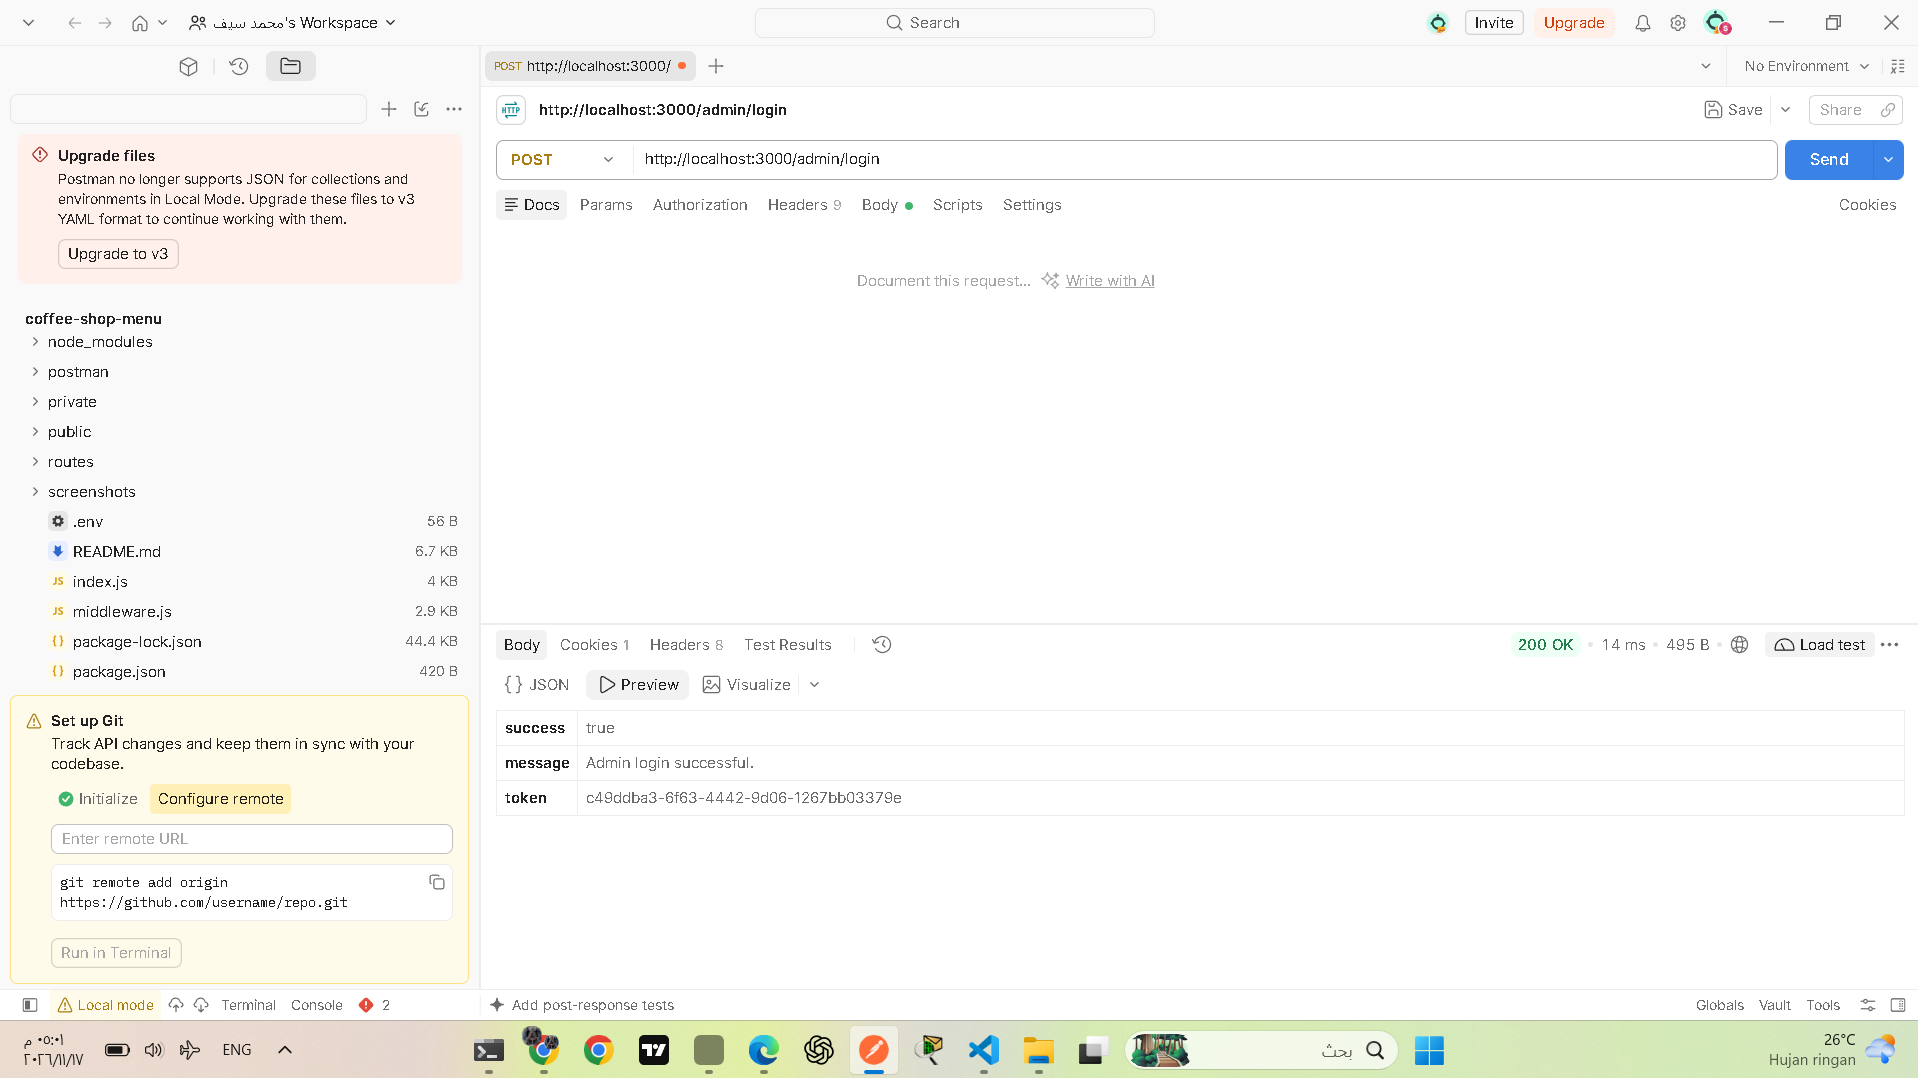 محمد سيف's Workspace
Search
Invite
Upgrade
POST http://localhost:3000/
No Environment
HTTP http://localhost:3000/admin/login
Save
Share
POST
http://localhost:3000/admin/login
Send
Docs
Params
Authorization
Headers 9
Body
Scripts
Settings
Cookies
Document this request...
Write with AI
Upgrade files
Postman no longer supports JSON for collections and
environments in Local Mode. Upgrade these files to v3
YAML format to continue working with them.
Upgrade to v3
coffee-shop-menu
node_modules
postman
private
public
routes
screenshots
.env 56 B
README.md 6.7 KB
JS index.js 4 KB
JS middleware.js 2.9 KB
{} package-lock.json 44.4 KB
{} package.json 420 B
Set up Git
Track API changes and keep them in sync with your
codebase.
Initialize
Configure remote
Enter remote URL
git remote add origin
https://github.com/username/repo.git
Run in Terminal
Body
Cookies 1
Headers 8
Test Results
200 OK
14 ms
495 B
Load test
{} JSON
Preview
Visualize
success true
message Admin login successful.
token c49ddba3-6f63-4442-9d06-1267bb03379e
Local mode
Terminal
Console
2
Add post-response tests
Globals
Vault
Tools
٠٥:٠١ م
ENG
بحث
26°C
Hujan ringan